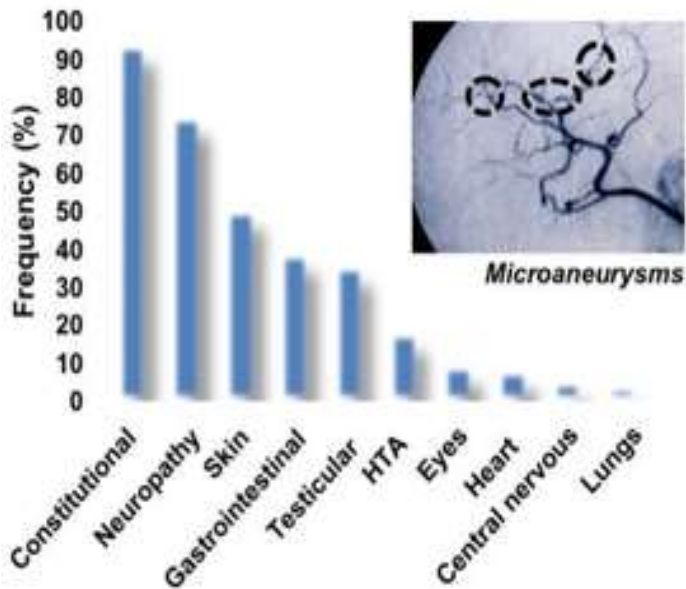 Frequency (%)
100
90
80
70
60
50
40
30
20
10
0
Microaneurysms
Constitutional
Neuropathy
Skin
Gastrointestinal
Testicular
HTA
Eyes
Heart
Central nervous
Lungs